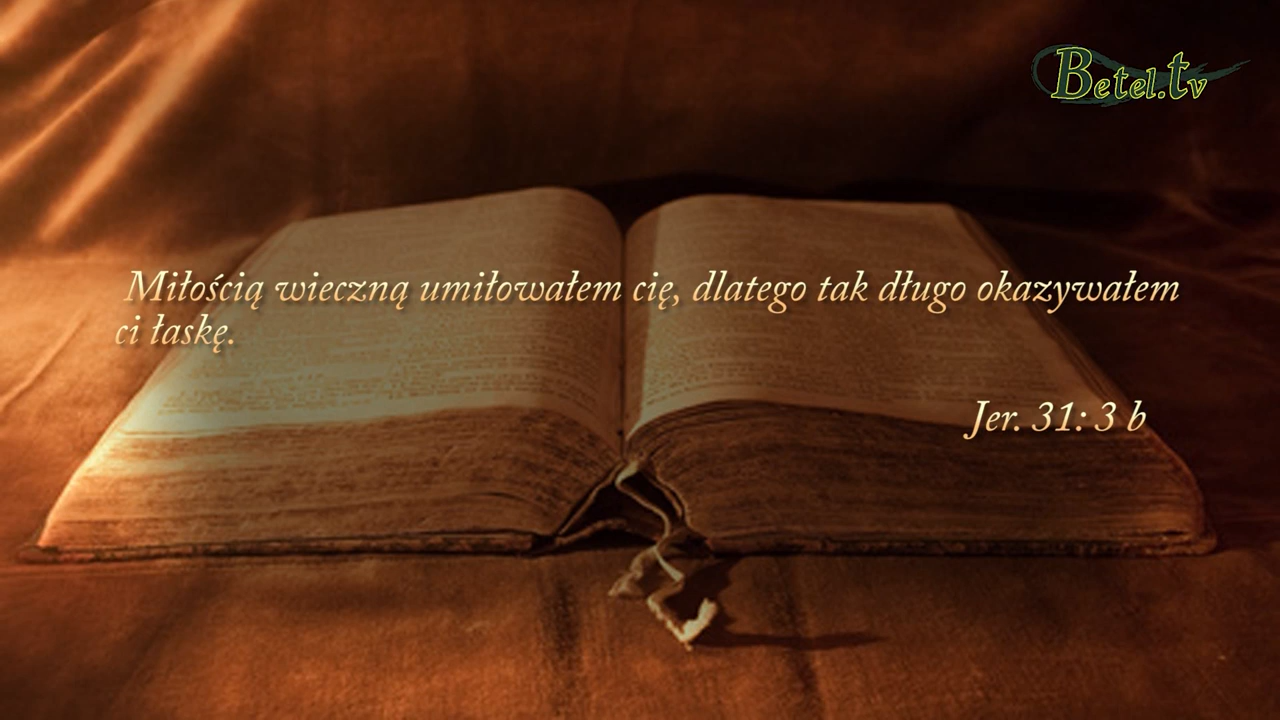 Betel.tv
Miłością wieczną umiłowałem cię, dlatego tak długo okazywałem
ci łaskę.
Jer. 31: 3 b